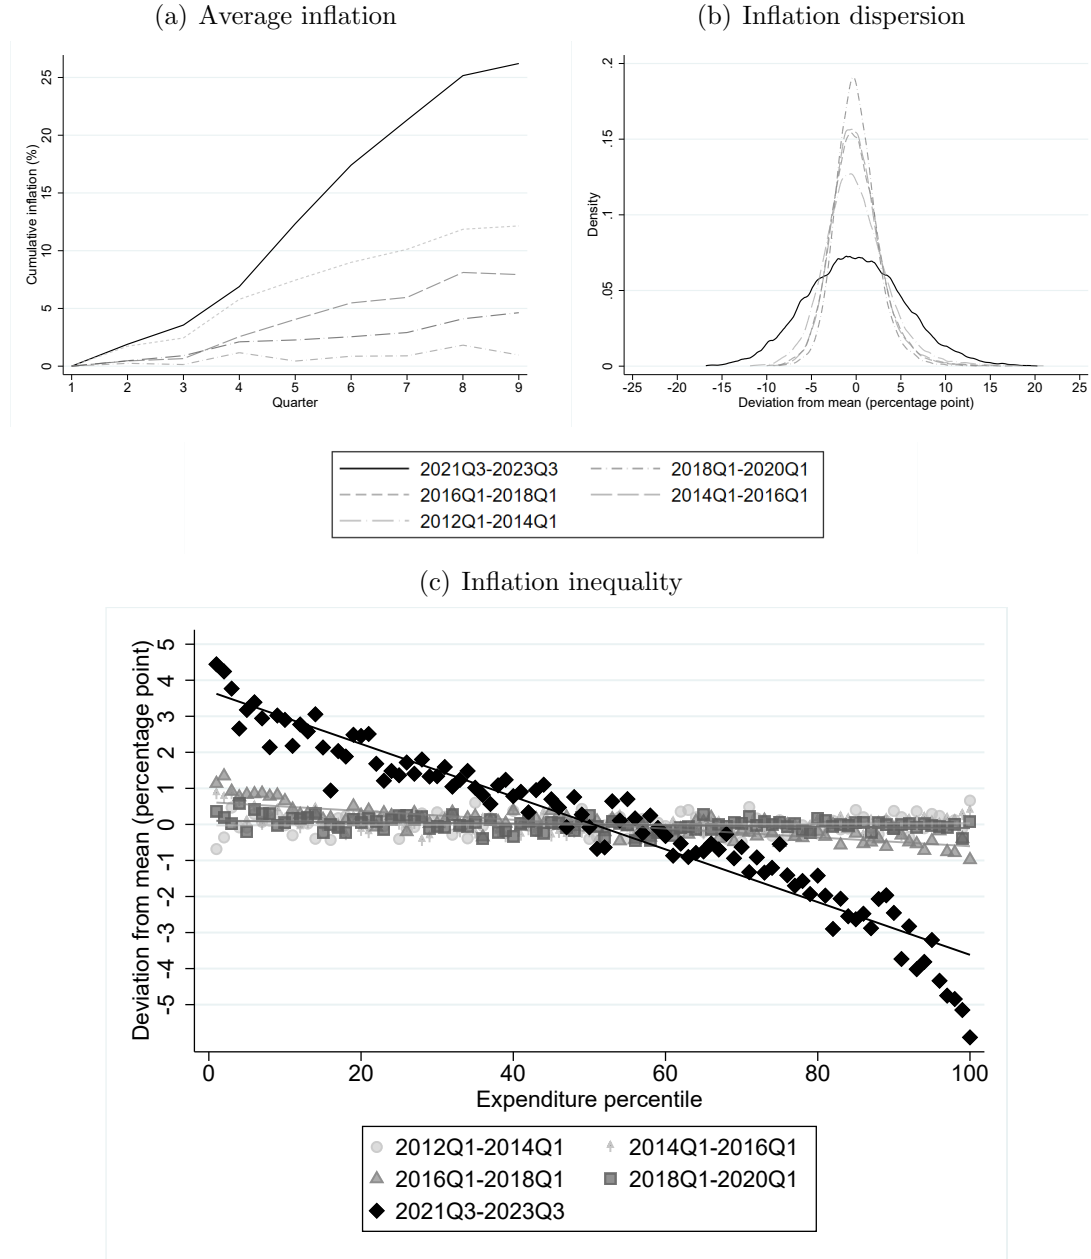 (a) Average inflation
(b) Inflation dispersion
Cumulative inflation (%)
25
20
15
10
5
0
1 2 3 4 5 6 7 8 9
Quarter
Density
.2
.15
.1
.05
0
-25 -20 -15 -10 -5 0 5 10 15 20 25
Deviation from mean (percentage point)
2021Q3-2023Q3
2018Q1-2020Q1
2016Q1-2018Q1
2014Q1-2016Q1
2012Q1-2014Q1
(c) Inflation inequality
Deviation from mean (percentage point)
5
4
3
2
1
0
-1
-2
-3
-4
-5
0 20 40 60 80 100
Expenditure percentile
2012Q1-2014Q1
2014Q1-2016Q1
2016Q1-2018Q1
2018Q1-2020Q1
2021Q3-2023Q3